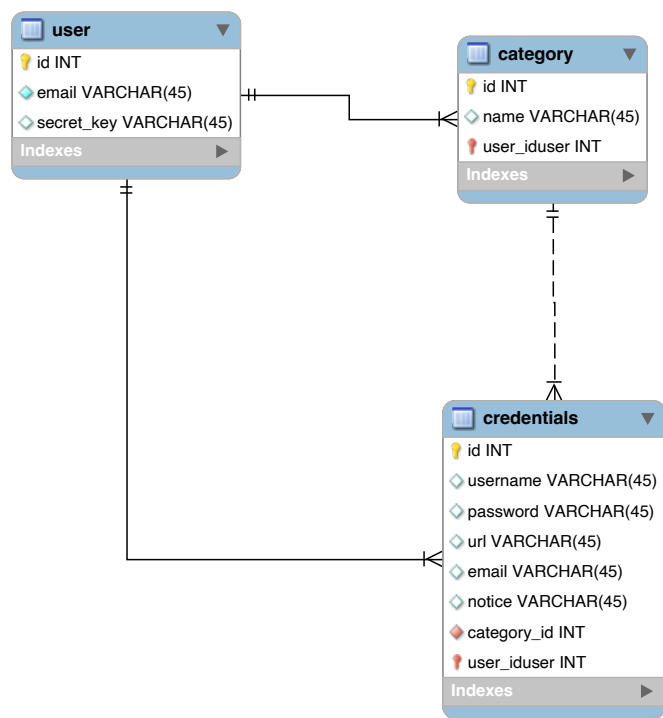 user
id INT
email VARCHAR(45)
secret_key VARCHAR(45)
Indexes
category
id INT
name VARCHAR(45)
user_iduser INT
Indexes
credentials
id INT
username VARCHAR(45)
password VARCHAR(45)
url VARCHAR(45)
email VARCHAR(45)
notice VARCHAR(45)
category_id INT
user_iduser INT
Indexes